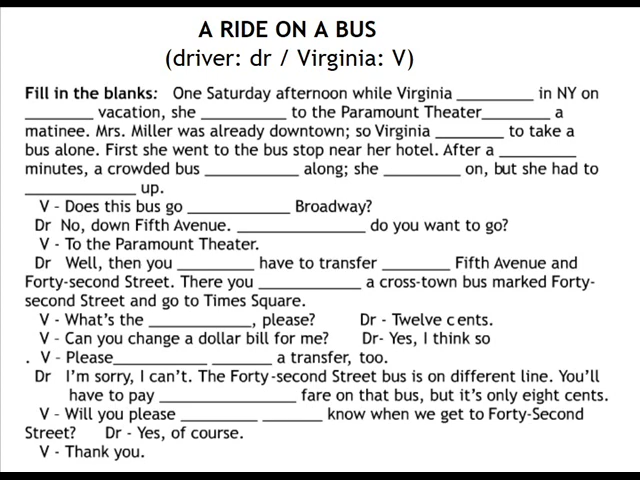 A RIDE ON A BUS
(driver: dr / Virginia: V)
Fill in the blanks: One Saturday afternoon while Virginia _________ in NY on
________ vacation, she __________ to the Paramount Theater________ a
matinee. Mrs. Miller was already downtown; so Virginia ________ to take a
bus alone. First she went to the bus stop near her hotel. After a _________
minutes, a crowded bus ___________ along; she _________ on, but she had to
_____________ up.
V - Does this bus go ____________ Broadway?
Dr No, down Fifth Avenue. _______________ do you want to go?
V - To the Paramount Theater.
Dr Well, then you _________ have to transfer ________ Fifth Avenue and
Forty-second Street. There you ____________ a cross-town bus marked Forty-
second Street and go to Times Square.
V - What's the ____________, please? Dr - Twelve cents.
V - Can you change a dollar bill for me? Dr- Yes, I think so
. V - Please___________ _______ a transfer, too.
Dr I'm sorry, I can't. The Forty-second Street bus is on different line. You'll
have to pay ________________ fare on that bus, but it's only eight cents.
V - Will you please _________ _______ know when we get to Forty-Second
Street? Dr - Yes, of course.
V - Thank you.